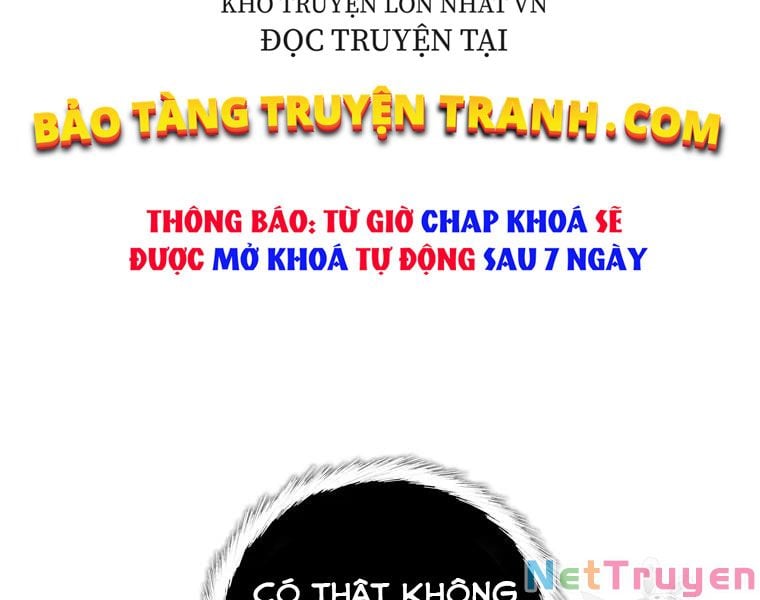 KHO TRUYỆN LỚN NHẤT VN
ĐỌC TRUYỆN TẠI
BẢO TÀNG TRUYỆN TRANH.COM
THÔNG BÁO: TỪ GIỜ CHAP KHOÁ SẼ
ĐƯỢC MỞ KHOÁ TỰ ĐỘNG SAU 7 NGÀY
CÓ THẬT KHÔNG
NetTruyen